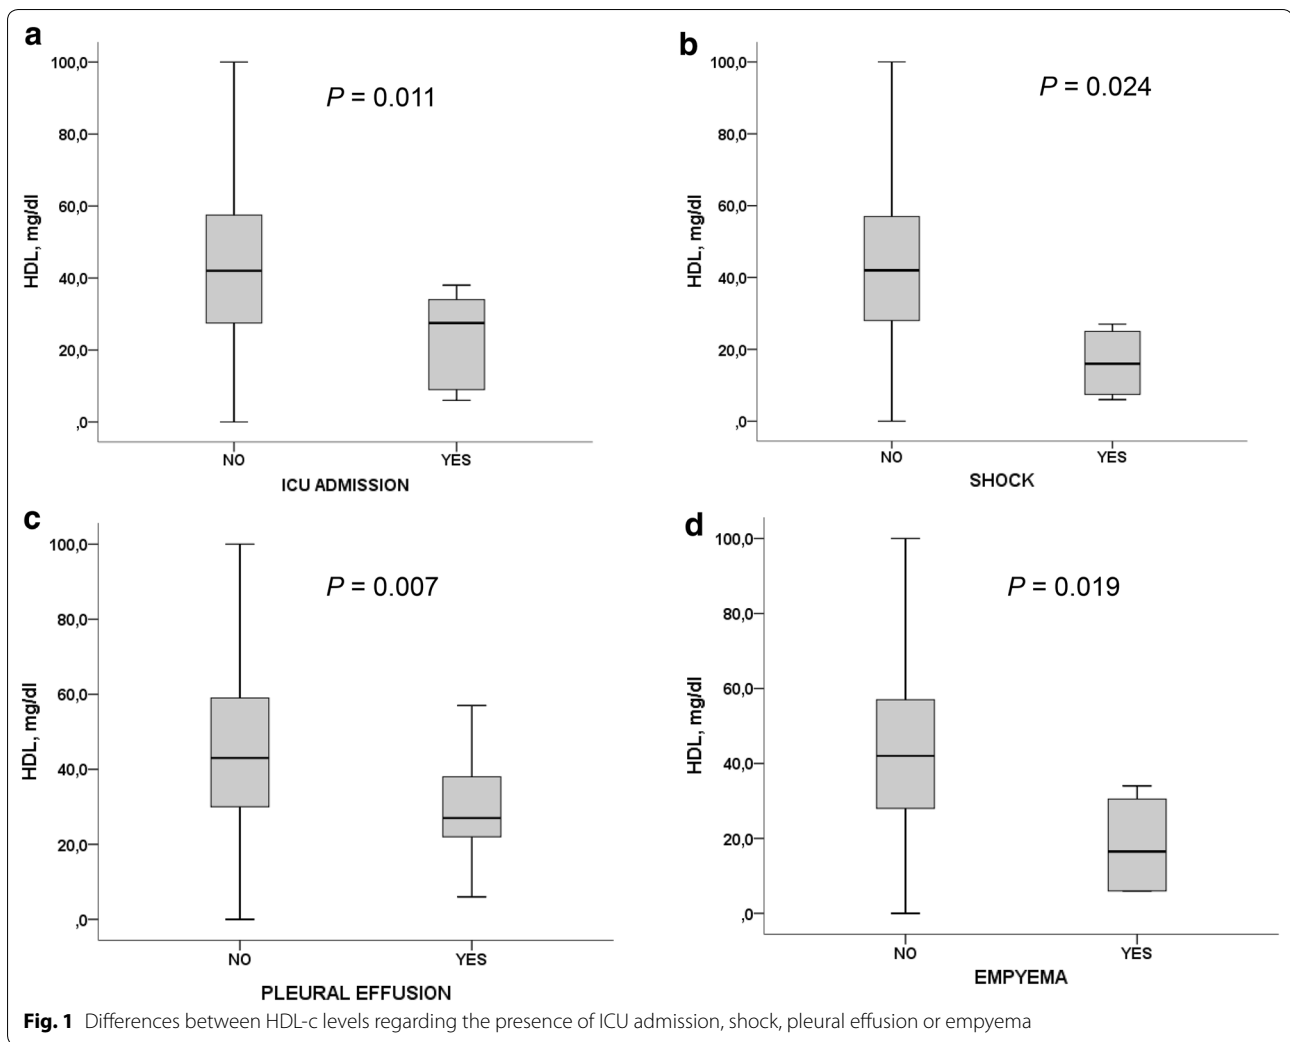 a
100,0
80,0
60,0
40,0
20,0
,0
HDL, mg/dl
P = 0.011
NO
YES
ICU ADMISSION
b
100,0
80,0
60,0
40,0
20,0
,0
HDL, mg/dl
P = 0.024
NO
YES
SHOCK
c
100,0
80,0
60,0
40,0
20,0
,0
HDL, mg/dl
P = 0.007
NO
YES
PLEURAL EFFUSION
d
100,0
80,0
60,0
40,0
20,0
,0
HDL, mg/dl
P = 0.019
NO
YES
EMPYEMA
Fig. 1 Differences between HDL-c levels regarding the presence of ICU admission, shock, pleural effusion or empyema